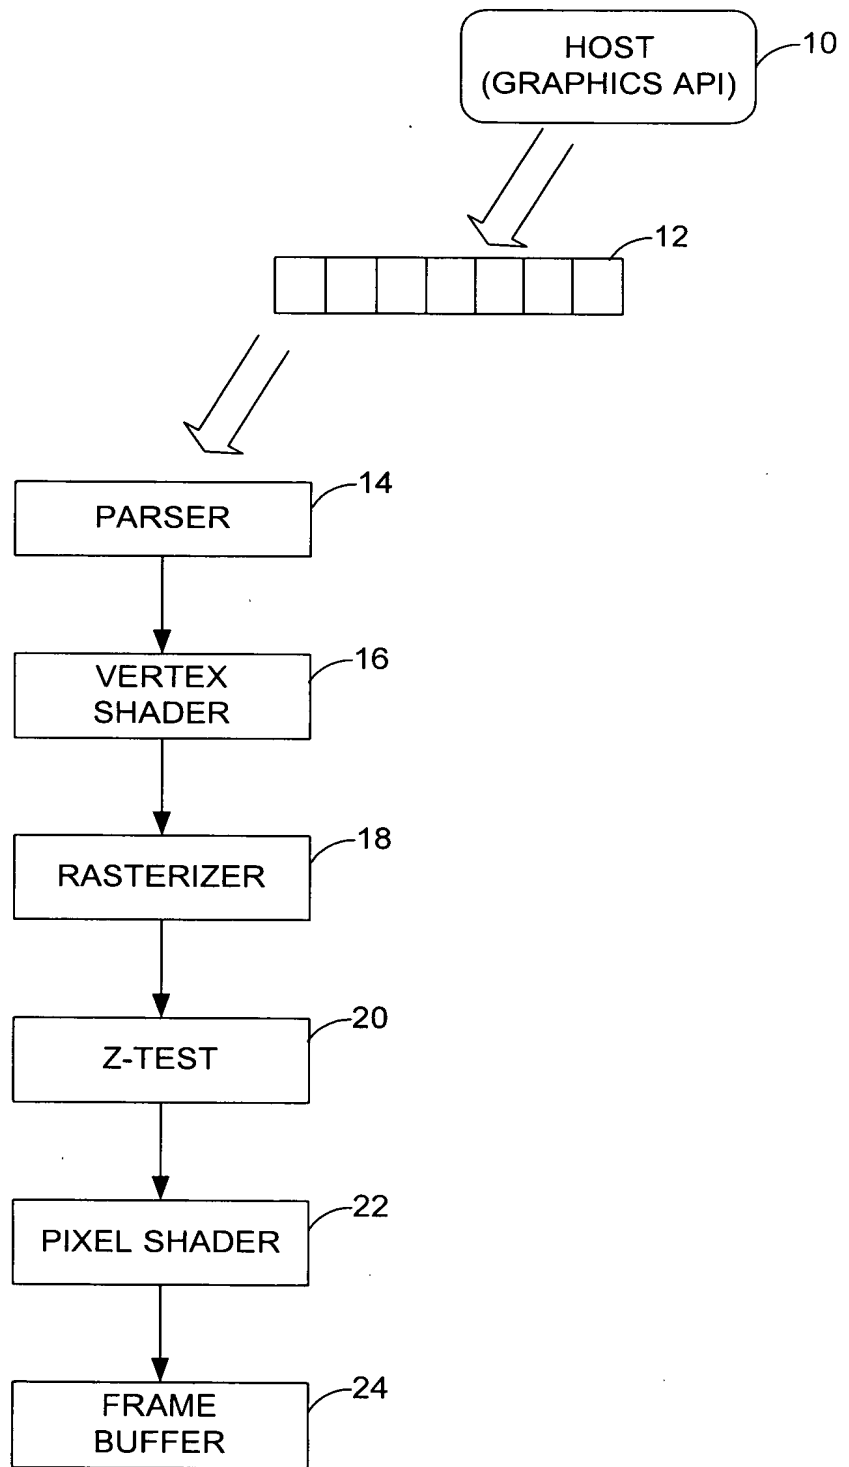 HOST
(GRAPHICS API)
10
12
PARSER
14
VERTEX
SHADER
16
RASTERIZER
18
Z-TEST
20
PIXEL SHADER
22
FRAME
BUFFER
24